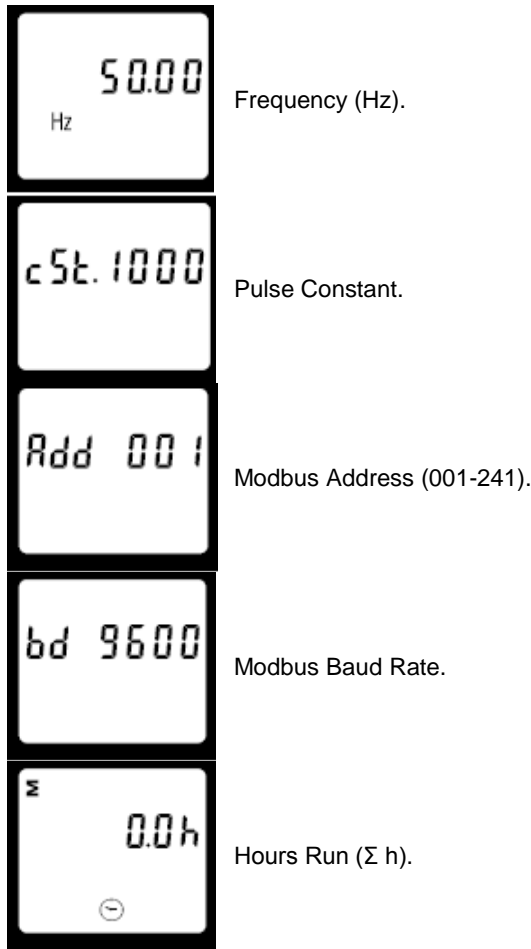 50.00
Hz
Frequency (Hz).
cSt.1000
Pulse Constant.
Add 001
Modbus Address (001-241).
bd 9600
Modbus Baud Rate.
Σ
0.0h
Hours Run (Σ h).